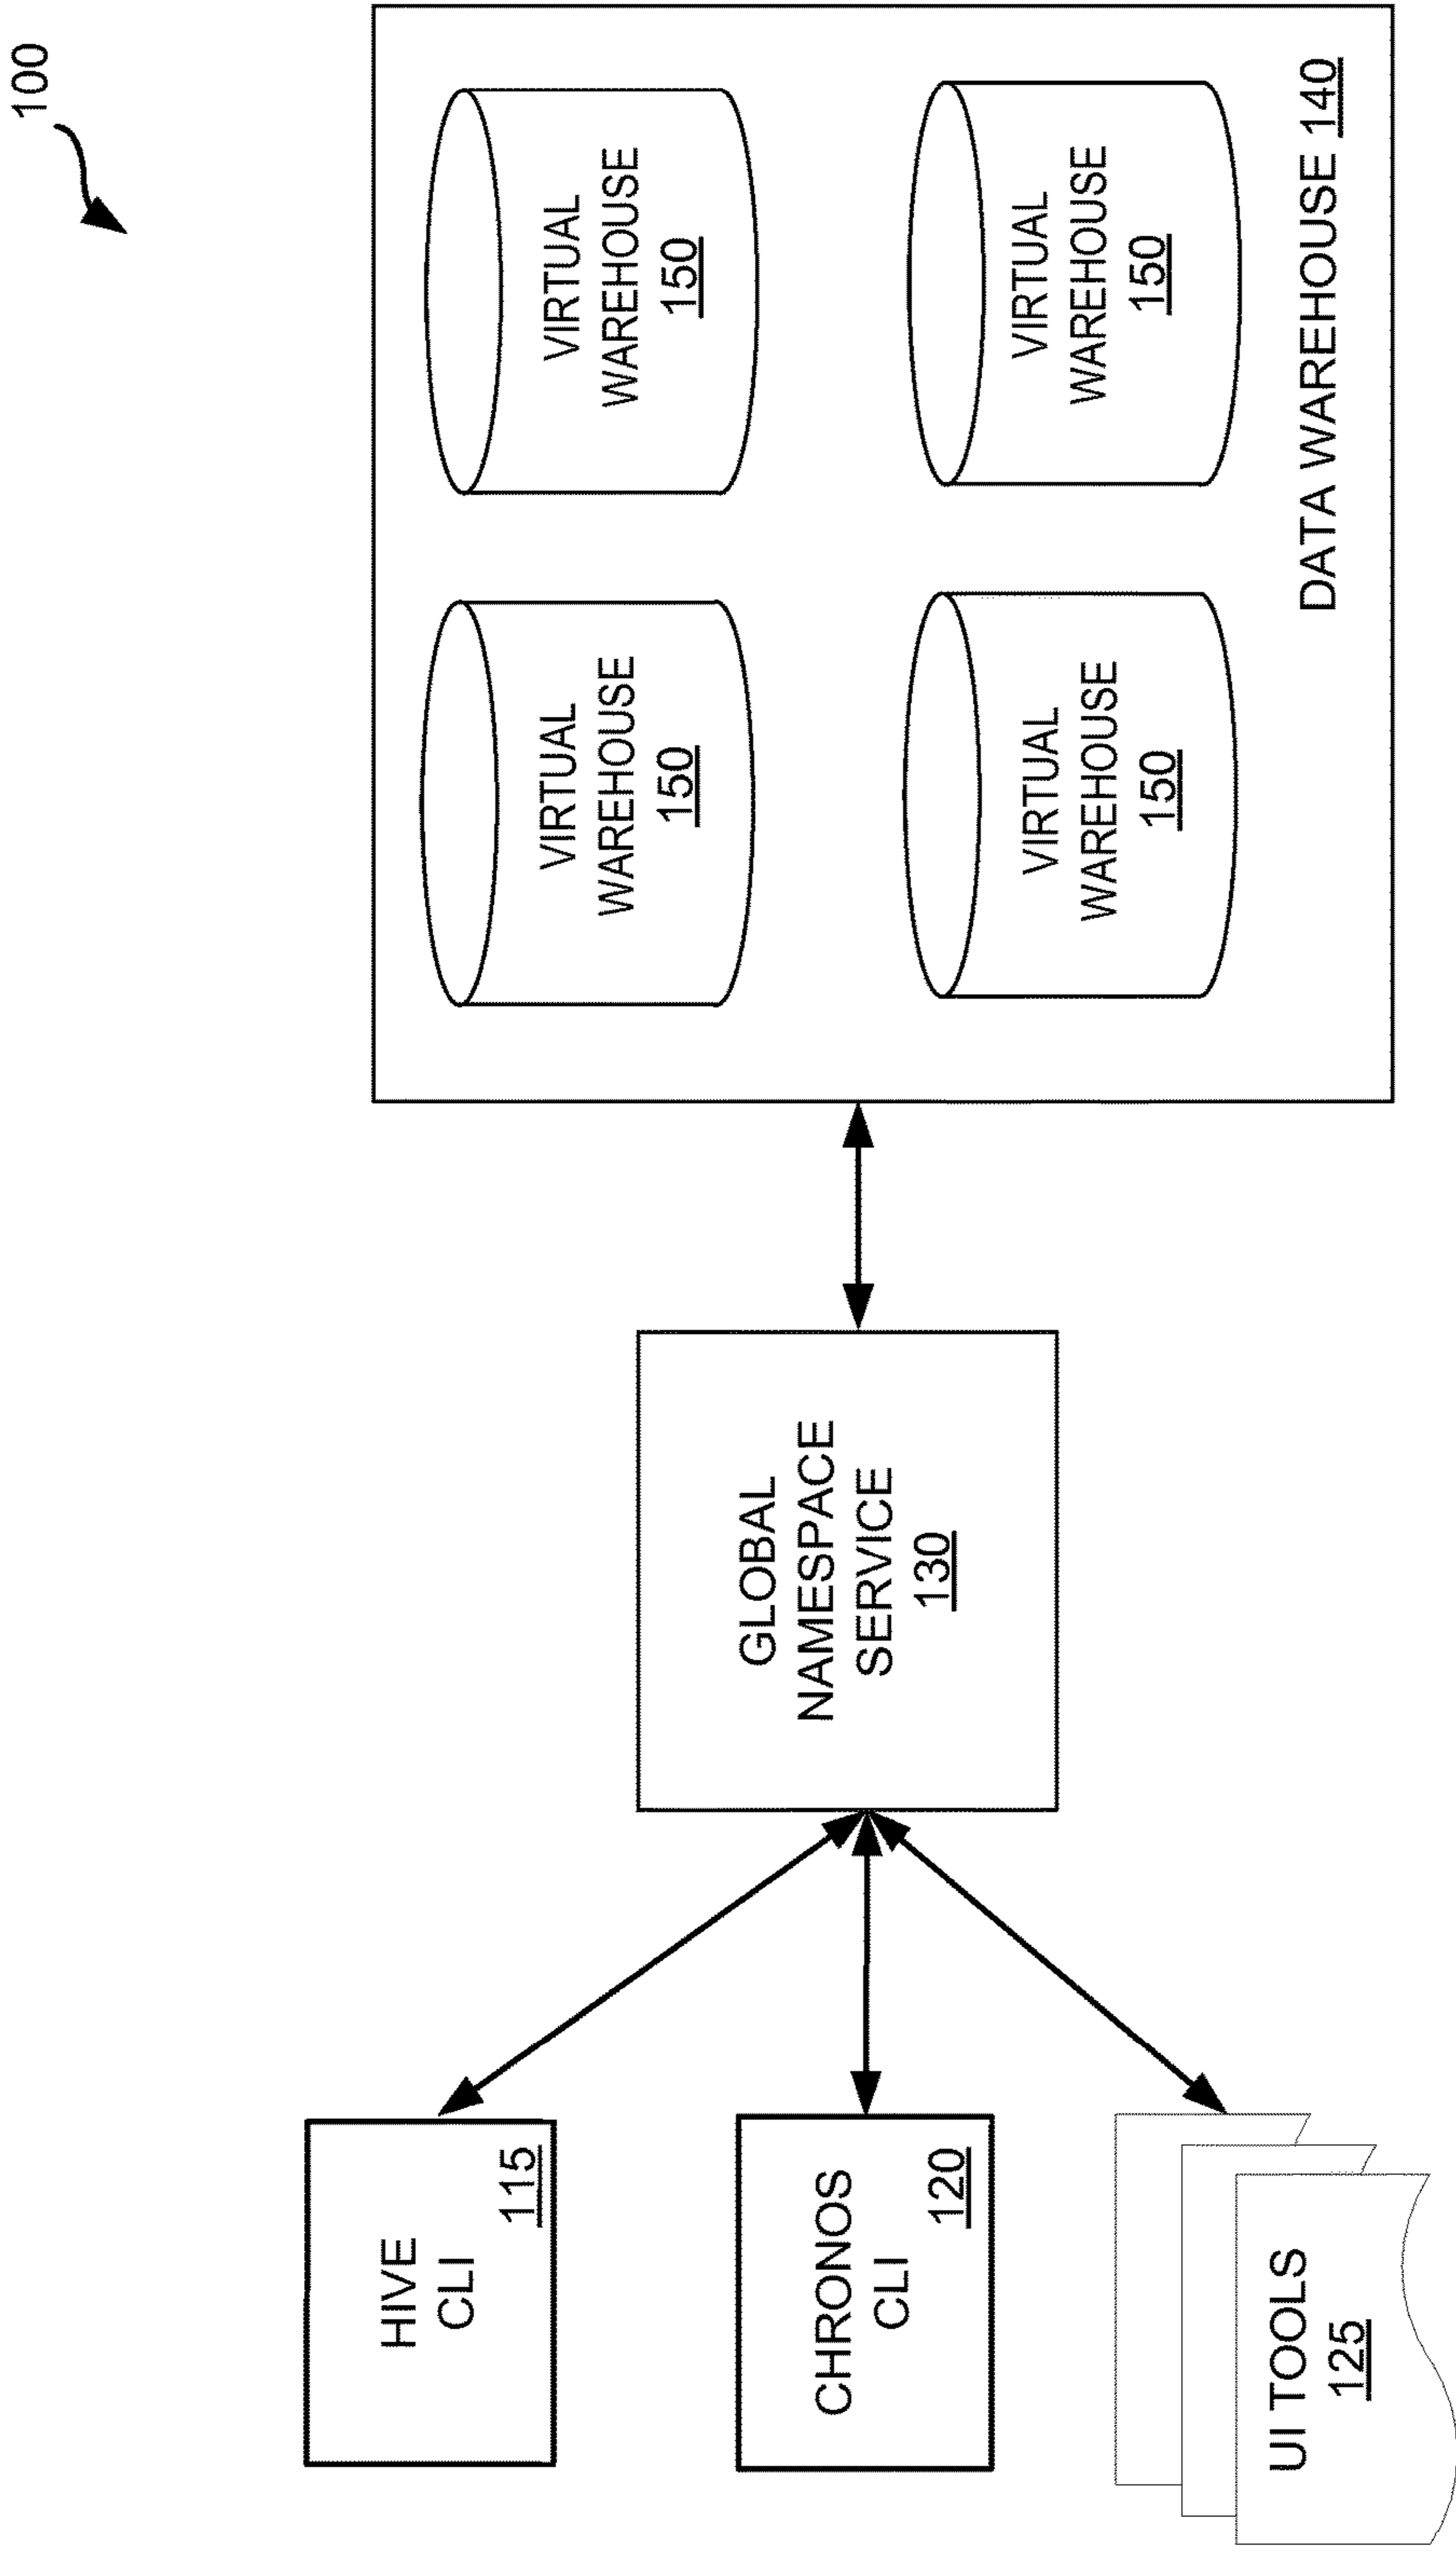 100
HIVE
CLI
115
CHRONOS
CLI
120
UI TOOLS
125
GLOBAL
NAMESPACE
SERVICE
130
VIRTUAL
WAREHOUSE
150
VIRTUAL
WAREHOUSE
150
VIRTUAL
WAREHOUSE
150
VIRTUAL
WAREHOUSE
150
DATA WAREHOUSE 140